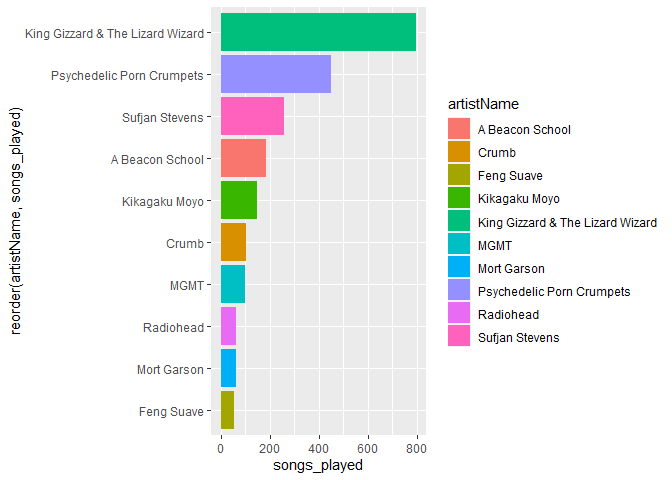 King Gizzard & The Lizard Wizard
Psychedelic Porn Crumpets
Sufjan Stevens
A Beacon School
Kikagaku Moyo
Crumb
MGMT
Radiohead
Mort Garson
Feng Suave
reorder(artistName, songs_played)
0 200 400 600 800
songs_played
artistName
A Beacon School
Crumb
Feng Suave
Kikagaku Moyo
King Gizzard & The Lizard Wizard
MGMT
Mort Garson
Psychedelic Porn Crumpets
Radiohead
Sufjan Stevens